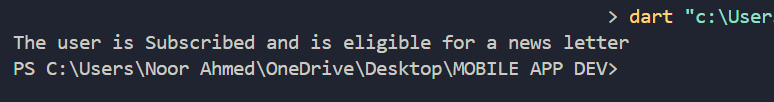 > dart "c:\User
The user is Subscribed and is eligible for a news letter
PS C:\Users\Noor Ahmed\OneDrive\Desktop\MOBILE APP DEV>